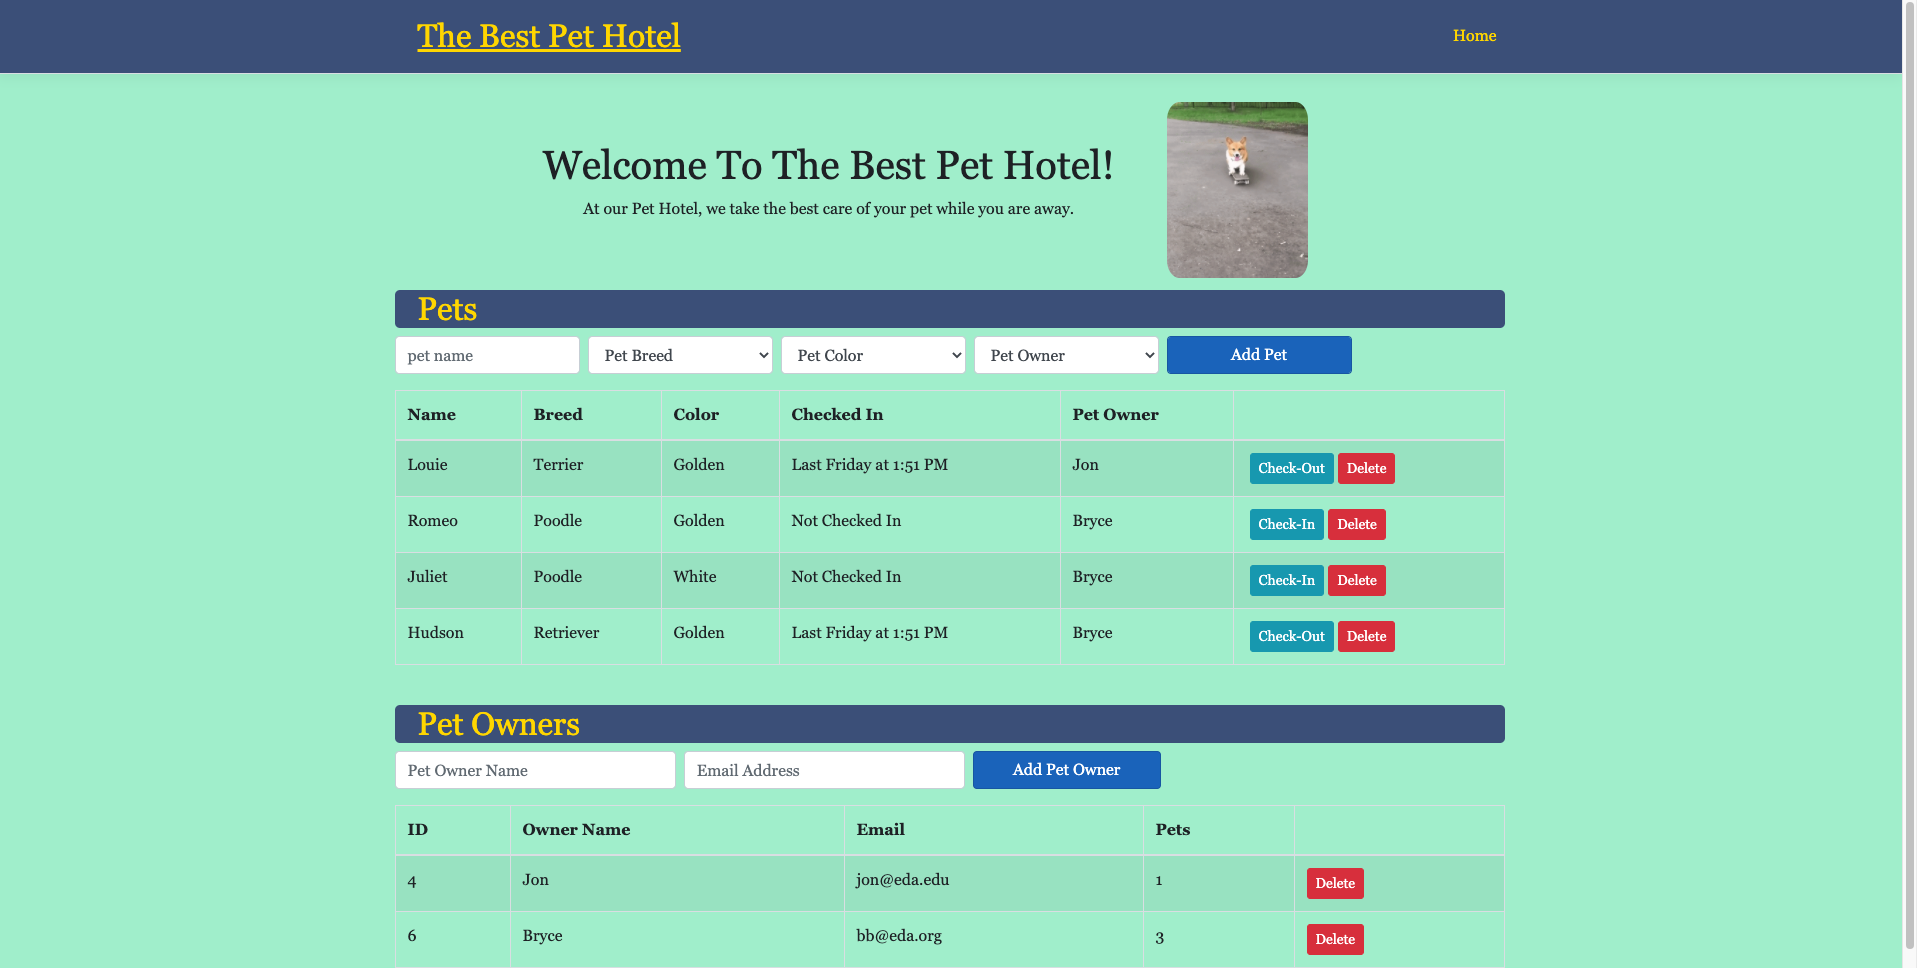 The Best Pet Hotel Home
Welcome To The Best Pet Hotel!
At our Pet Hotel, we take the best care of your pet while you are away.
Pets
pet name Pet Breed Pet Color Pet Owner Add Pet
Name Breed Color Checked In Pet Owner
Louie Terrier Golden Last Friday at 1:51 PM Jon Check-Out Delete
Romeo Poodle Golden Not Checked In Bryce Check-In Delete
Juliet Poodle White Not Checked In Bryce Check-In Delete
Hudson Retriever Golden Last Friday at 1:51 PM Bryce Check-Out Delete
Pet Owners
Pet Owner Name Email Address Add Pet Owner
ID Owner Name Email Pets
4 Jon jon@eda.edu 1 Delete
6 Bryce bb@eda.org 3 Delete